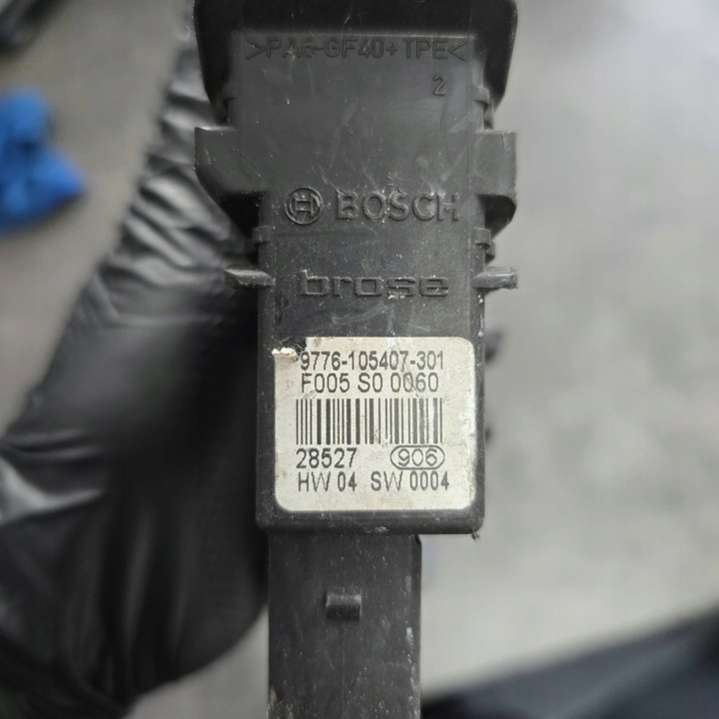 >PA6-GF40+TPE<
2
BOSCH
brose
9776-105407-301
F005 S0 0060
28527 906
HW 04 SW 0004